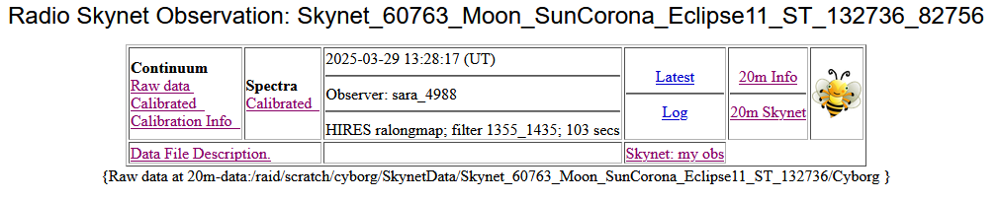 Radio Skynet Observation: Skynet_60763_Moon_SunCorona_Eclipse11_ST_132736_82756
Continuum
Raw data
Calibrated
Calibration Info
Spectra
Calibrated
2025-03-29 13:28:17 (UT)
Observer: sara_4988
HIRES ralongmap; filter 1355_1435; 103 secs
Latest
Log
20m Info
20m Skynet
Data File Description.
Skynet: my obs
{Raw data at 20m-data:/raid/scratch/cyborg/SkynetData/Skynet_60763_Moon_SunCorona_Eclipse11_ST_132736/Cyborg }